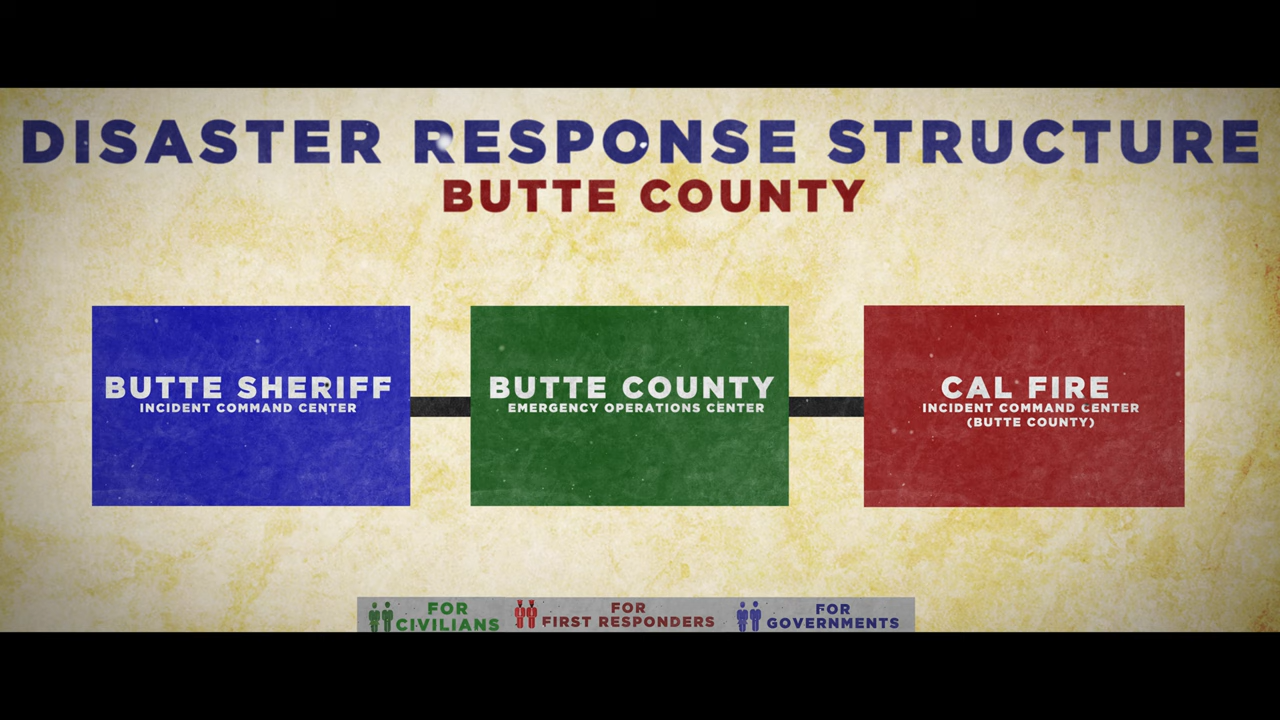 DISASTER RESPONSE STRUCTURE
BUTTE COUNTY
BUTTE SHERIFF
INCIDENT COMMAND CENTER
BUTTE COUNTY
EMERGENCY OPERATIONS CENTER
CAL FIRE
INCIDENT COMMAND CENTER
(BUTTE COUNTY)
FOR
CIVILIANS
FOR
FIRST RESPONDERS
FOR
GOVERNMENTS